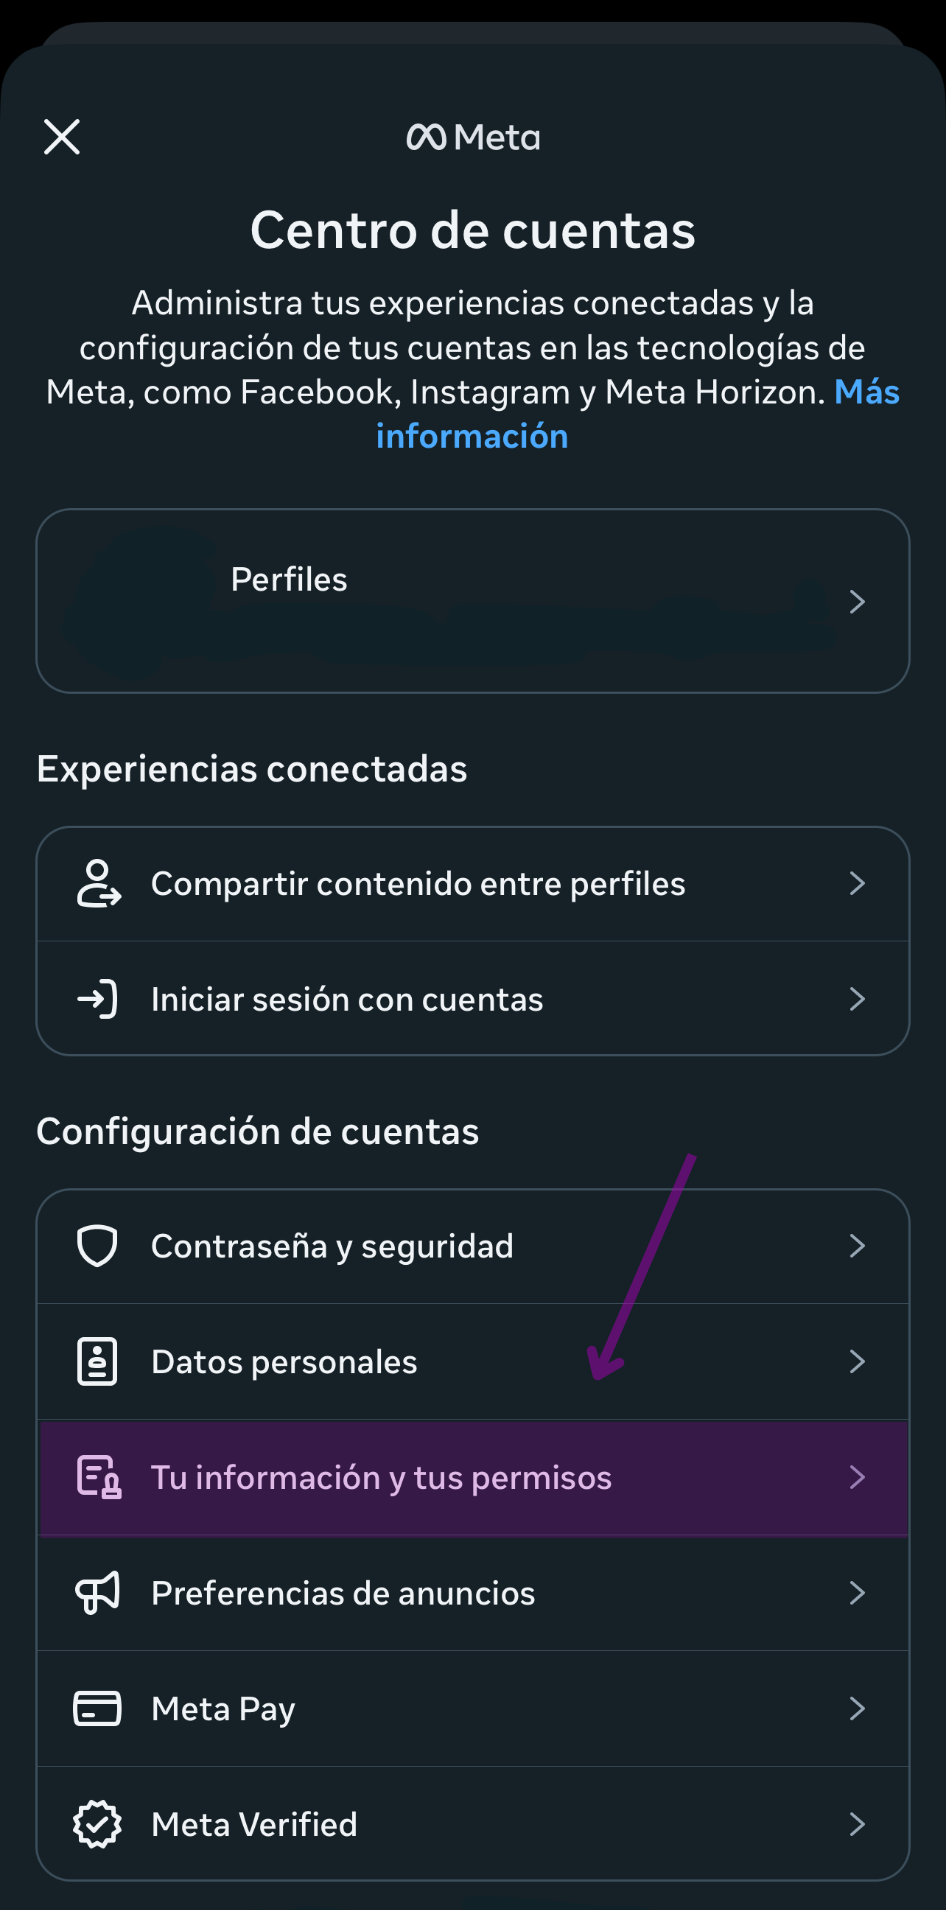 Meta
Centro de cuentas
Administra tus experiencias conectadas y la
configuración de tus cuentas en las tecnologías de
Meta, como Facebook, Instagram y Meta Horizon. Más
información
Perfiles
Experiencias conectadas
Compartir contenido entre perfiles
Iniciar sesión con cuentas
Configuración de cuentas
Contraseña y seguridad
Datos personales
Tu información y tus permisos
Preferencias de anuncios
Meta Pay
Meta Verified